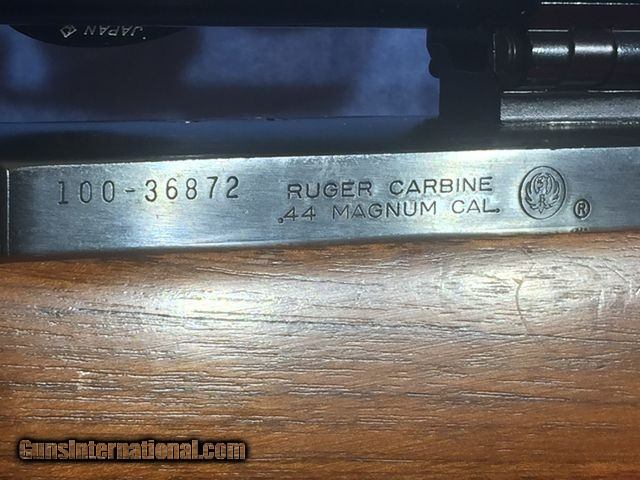 JAPAN
100-36872
RUGER CARBINE
.44 MAGNUM CAL.
®
GunsInternational.com